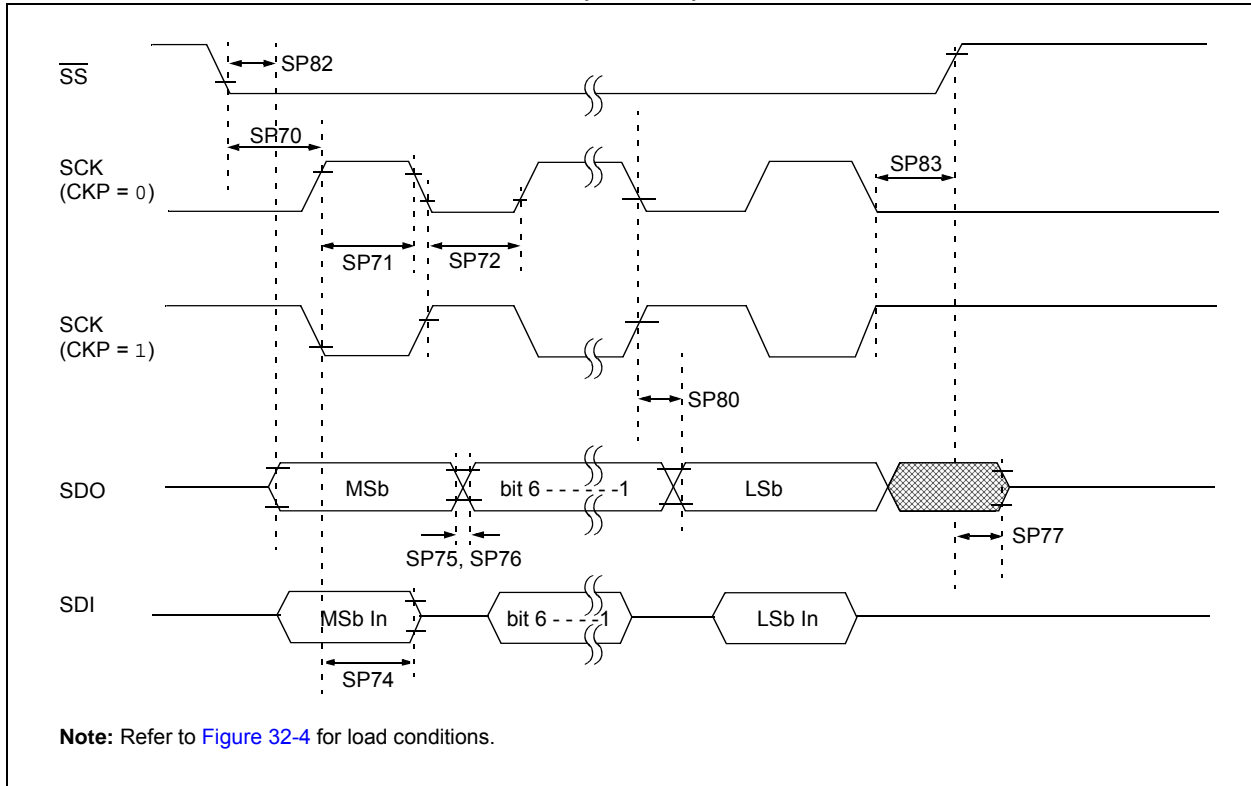 SS
SP82
SP70
SCK
(CKP = 0)
SP83
SP71
SP72
SCK
(CKP = 1)
SP80
SDO
MSb
bit 6 - - - - - -1
LSb
SP77
SP75, SP76
SDI
MSb In
bit 6 - - - -1
LSb In
SP74
Note: Refer to Figure 32-4 for load conditions.